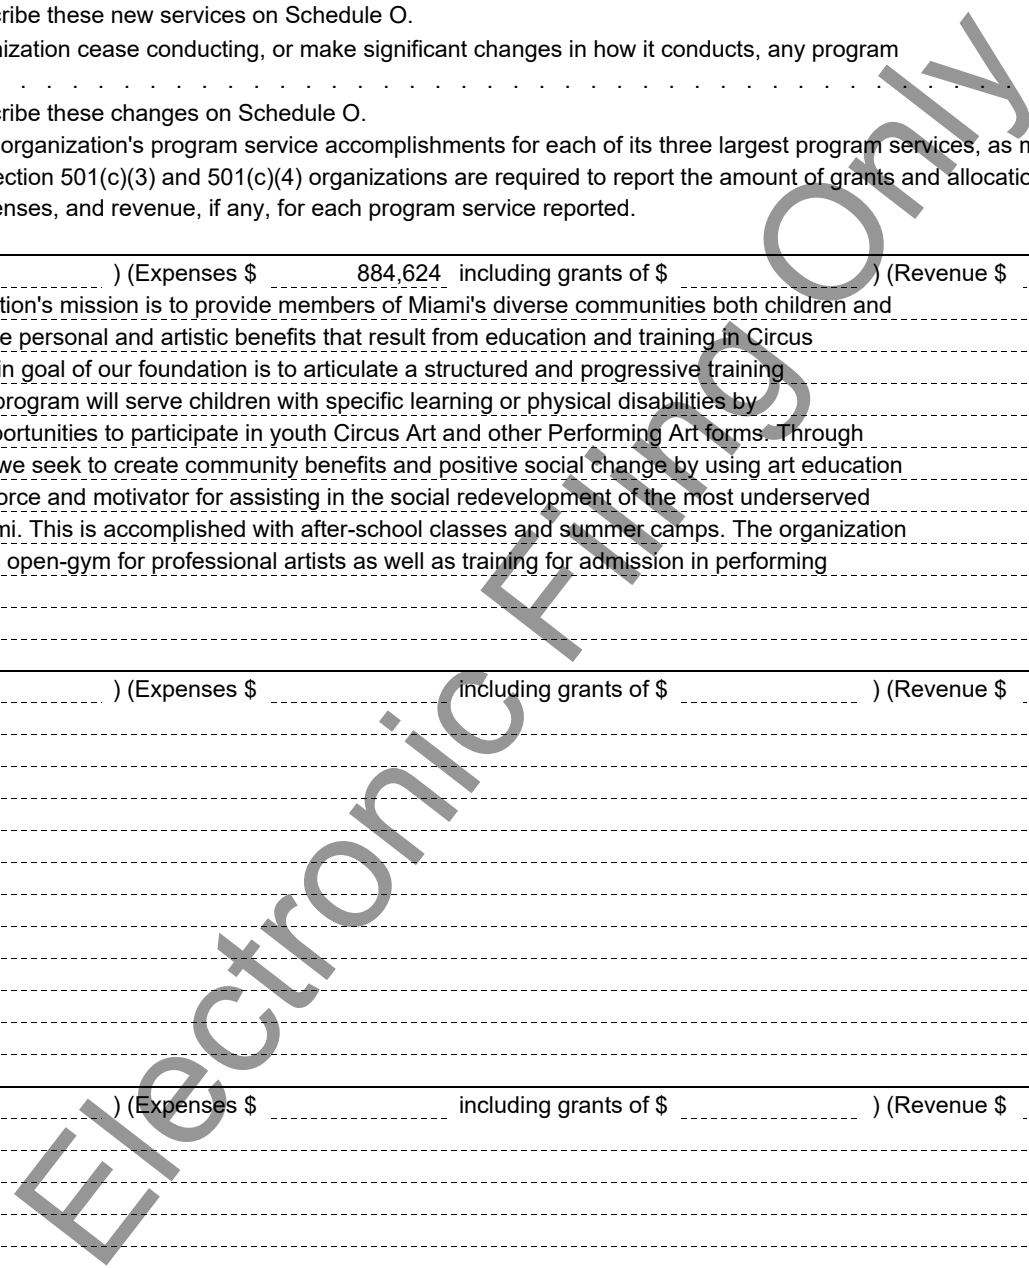 cribe these new services on Schedule O.
nization cease conducting, or make significant changes in how it conducts, any program
. . . . . . . . . . . . . . . . . . . . . . . . . . . . . . . . . . . . . . .
cribe these changes on Schedule O.
organization's program service accomplishments for each of its three largest program services, as m
ection 501(c)(3) and 501(c)(4) organizations are required to report the amount of grants and allocatio
enses, and revenue, if any, for each program service reported.
) (Expenses $ 884,624 including grants of $ ) (Revenue $
tion's mission is to provide members of Miami's diverse communities both children and
e personal and artistic benefits that result from education and training in Circus
in goal of our foundation is to articulate a structured and progressive training
program will serve children with specific learning or physical disabilities by
portunities to participate in youth Circus Art and other Performing Art forms. Through
we seek to create community benefits and positive social change by using art education
orce and motivator for assisting in the social redevelopment of the most underserved
mi. This is accomplished with after-school classes and summer camps. The organization
open-gym for professional artists as well as training for admission in performing
) (Expenses $ including grants of $ ) (Revenue $
) (Expenses $ including grants of $ ) (Revenue $
Electronic Filing Only